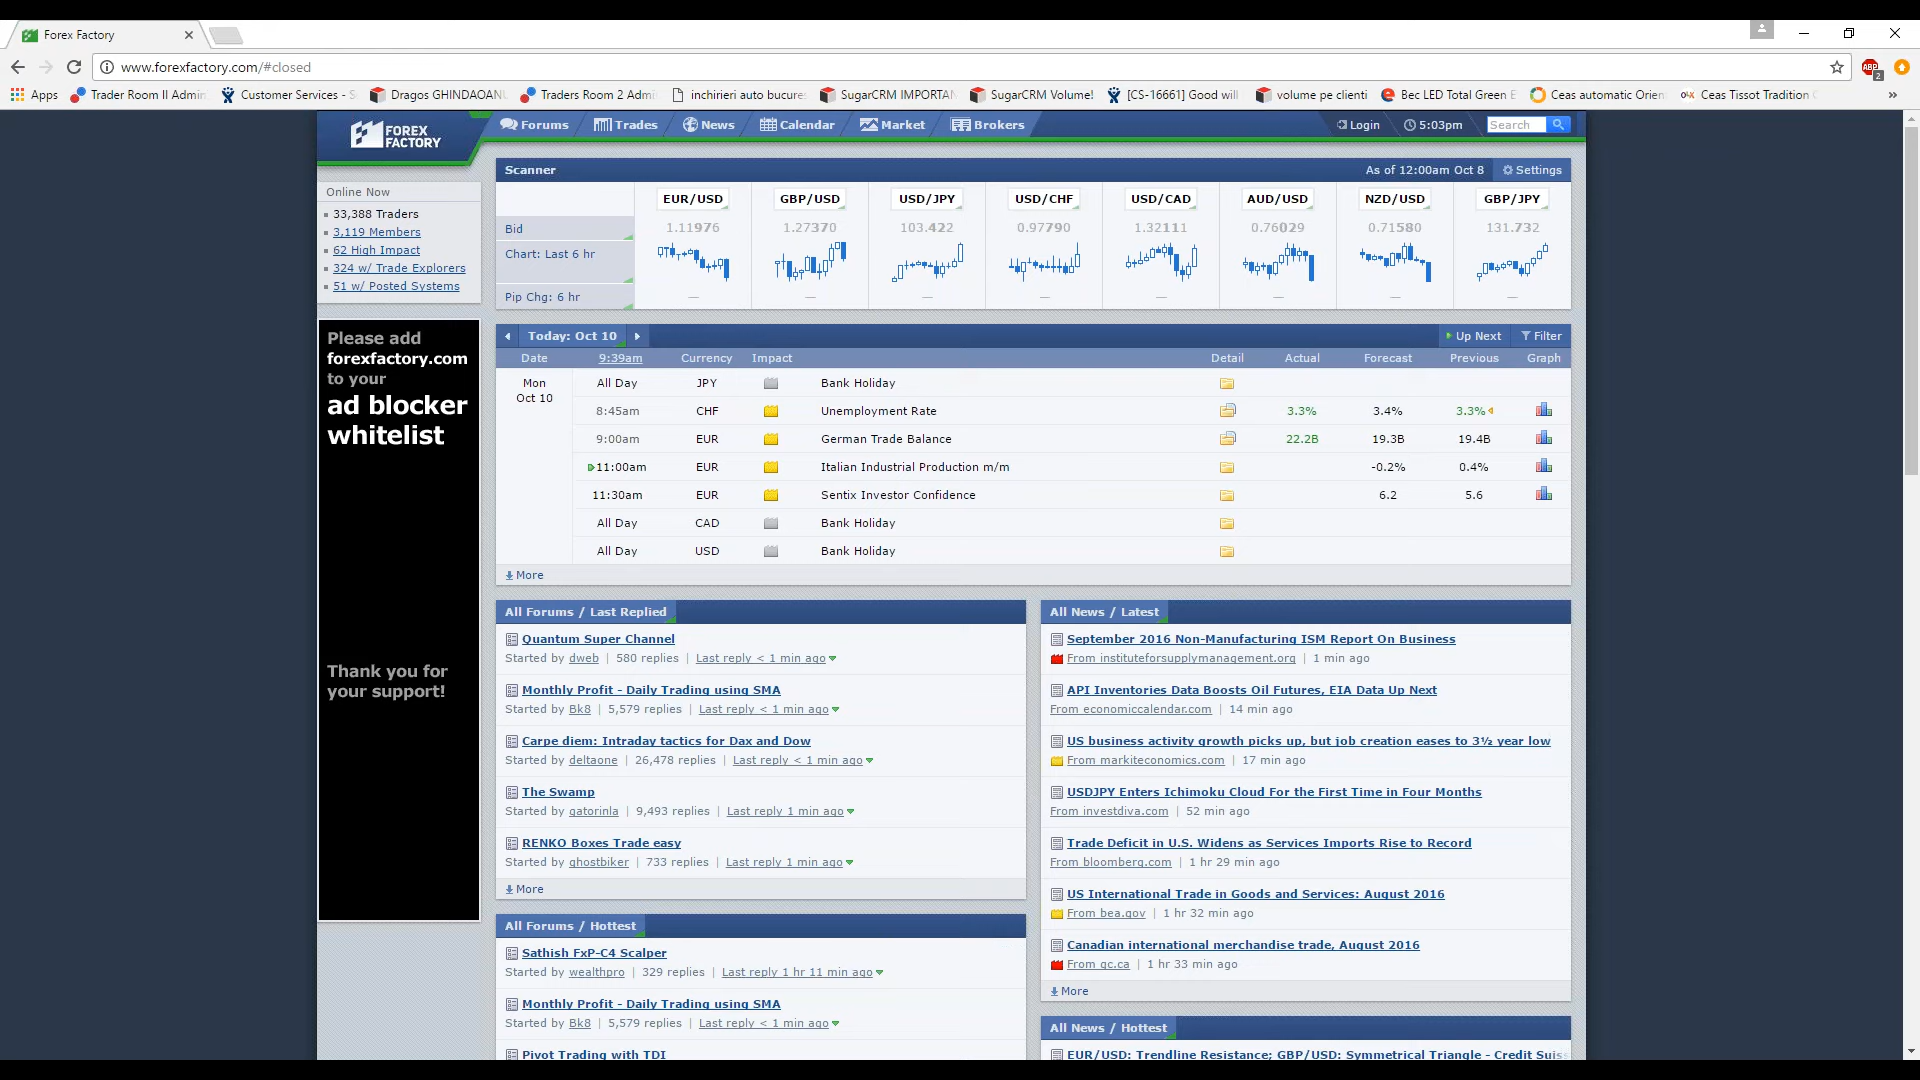 Forex Factory
www.forexfactory.com/#closed
ABP
2
Apps
Trader Room II Admin
Customer Services - S
Dragos GHINDAOANU
Traders Room 2 Admi
inchirieri auto bucures
SugarCRM IMPORTAN
SugarCRM Volume!
[CS-16661] Good will
volume pe clienti
Bec LED Total Green E
Ceas automatic Orien
Ceas Tissot Tradition
»
FOREX FACTORY
Forums
Trades
News
Calendar
Market
Brokers
Login
5:03pm
Search
Online Now
33,388 Traders
3,119 Members
62 High Impact
324 w/ Trade Explorers
51 w/ Posted Systems
Please add
forexfactory.com
to your
ad blocker
whitelist
Thank you for
your support!
Scanner As of 12:00am Oct 8 Settings
EUR/USD GBP/USD USD/JPY USD/CHF USD/CAD AUD/USD NZD/USD GBP/JPY
Bid 1.11976 1.27370 103.422 0.97790 1.32111 0.76029 0.71580 131.732
Chart: Last 6 hr
Pip Chg: 6 hr — — — — — — — —
Today: Oct 10 Up Next Filter
Date 9:39am Currency Impact Detail Actual Forecast Previous Graph
Mon Oct 10
All Day JPY Bank Holiday
8:45am CHF Unemployment Rate 3.3% 3.4% 3.3%
9:00am EUR German Trade Balance 22.2B 19.3B 19.4B
11:00am EUR Italian Industrial Production m/m -0.2% 0.4%
11:30am EUR Sentix Investor Confidence 6.2 5.6
All Day CAD Bank Holiday
All Day USD Bank Holiday
More
All Forums / Last Replied
Quantum Super Channel
Started by dweb | 580 replies | Last reply < 1 min ago
Monthly Profit - Daily Trading using SMA
Started by Bk8 | 5,579 replies | Last reply < 1 min ago
Carpe diem: Intraday tactics for Dax and Dow
Started by deltaone | 26,478 replies | Last reply < 1 min ago
The Swamp
Started by gatorinla | 9,493 replies | Last reply 1 min ago
RENKO Boxes Trade easy
Started by ghostbiker | 733 replies | Last reply 1 min ago
More
All Forums / Hottest
Sathish FxP-C4 Scalper
Started by wealthpro | 329 replies | Last reply 1 hr 11 min ago
Monthly Profit - Daily Trading using SMA
Started by Bk8 | 5,579 replies | Last reply < 1 min ago
Pivot Trading with TDI
All News / Latest
September 2016 Non-Manufacturing ISM Report On Business
From instituteforsupplymanagement.org | 1 min ago
API Inventories Data Boosts Oil Futures, EIA Data Up Next
From economiccalendar.com | 14 min ago
US business activity growth picks up, but job creation eases to 3½ year low
From markiteconomics.com | 17 min ago
USDJPY Enters Ichimoku Cloud For the First Time in Four Months
From investdiva.com | 52 min ago
Trade Deficit in U.S. Widens as Services Imports Rise to Record
From bloomberg.com | 1 hr 29 min ago
US International Trade in Goods and Services: August 2016
From bea.gov | 1 hr 32 min ago
Canadian international merchandise trade, August 2016
From gc.ca | 1 hr 33 min ago
More
All News / Hottest
EUR/USD: Trendline Resistance; GBP/USD: Symmetrical Triangle - Credit Suis